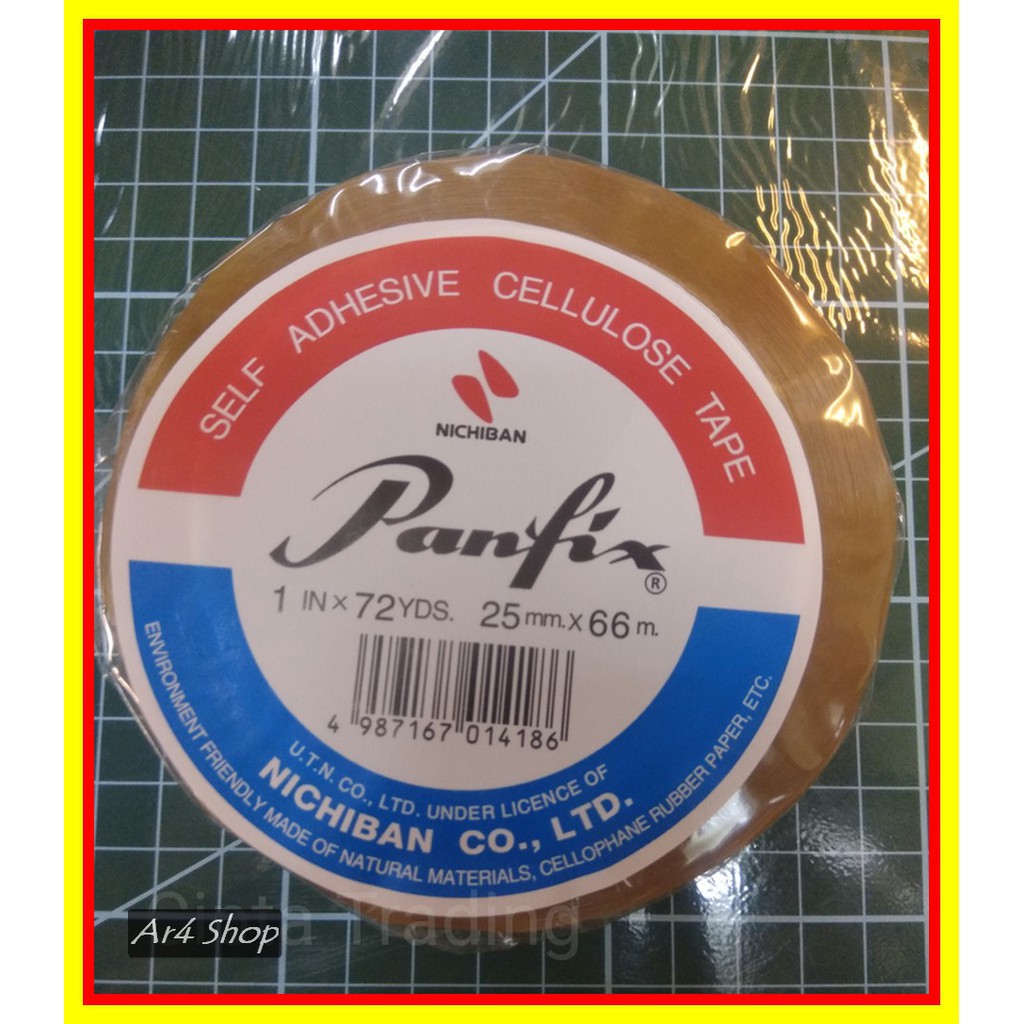 SELF ADHESIVE CELLULOSE TAPE
NICHIBAN
Panfix®
1 IN x 72 YDS. 25 mm. x 66 m.
4 987167 014186
U.T.N. CO., LTD. UNDER LICENCE OF
NICHIBAN CO., LTD.
ENVIRONMENT FRIENDLY MADE OF NATURAL MATERIALS, CELLOPHANE RUBBER PAPER, ETC.
Ar4 Shop
Trading